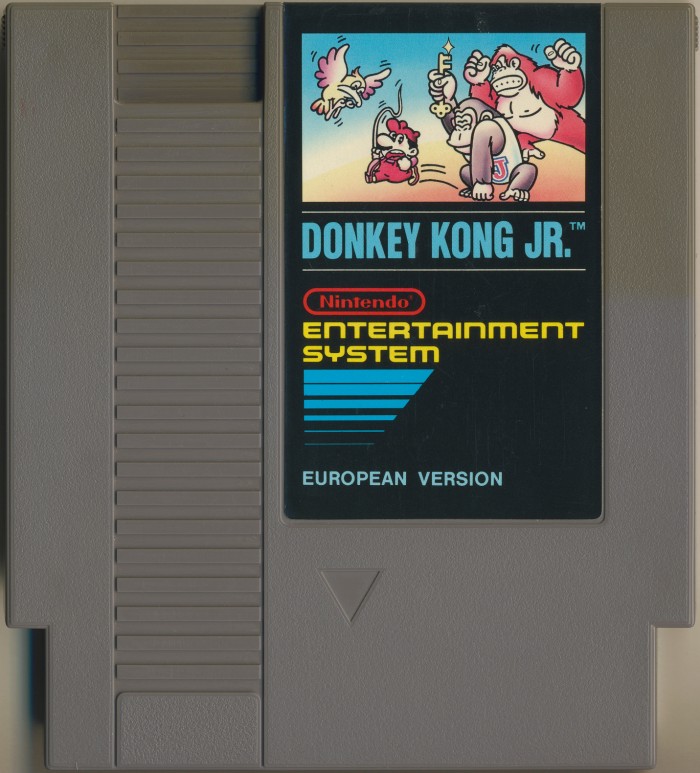 J
DONKEY KONG JR.™
Nintendo®
ENTERTAINMENT
SYSTEM
EUROPEAN VERSION